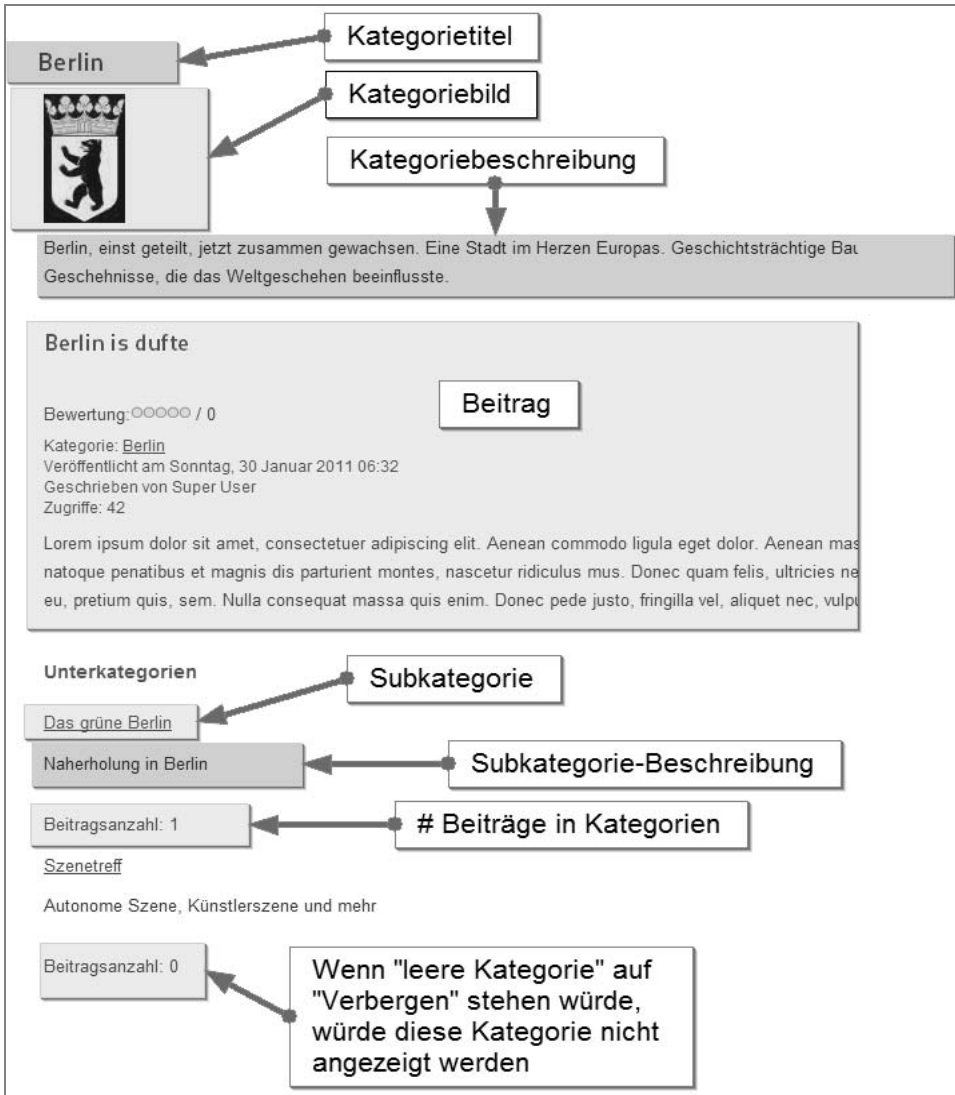 Kategorietitel
Berlin
Kategoriebild
Kategoriebeschreibung
Berlin, einst geteilt, jetzt zusammen gewachsen. Eine Stadt im Herzen Europas. Geschichtsträchtige Bau
Geschehnisse, die das Weltgeschehen beeinflusste.
Berlin is dufte
Beitrag
Bewertung: / 0
Kategorie: Berlin
Veröffentlicht am Sonntag, 30 Januar 2011 06:32
Geschrieben von Super User
Zugriffe: 42
Lorem ipsum dolor sit amet, consectetuer adipiscing elit. Aenean commodo ligula eget dolor. Aenean mas
natoque penatibus et magnis dis parturient montes, nascetur ridiculus mus. Donec quam felis, ultricies ne
eu, pretium quis, sem. Nulla consequat massa quis enim. Donec pede justo, fringilla vel, aliquet nec, vulpu
Unterkategorien
Subkategorie
Das grüne Berlin
Naherholung in Berlin
Subkategorie-Beschreibung
Beitragsanzahl: 1
# Beiträge in Kategorien
Szenetreff
Autonome Szene, Künstlerszene und mehr
Beitragsanzahl: 0
Wenn "leere Kategorie" auf
"Verbergen" stehen würde,
würde diese Kategorie nicht
angezeigt werden